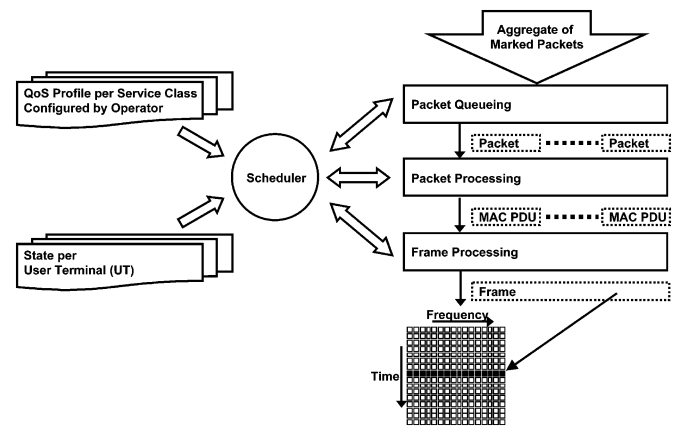 Aggregate of
Marked Packets
QoS Profile per Service Class
Configured by Operator
Packet Queueing
Packet
Packet
Scheduler
Packet Processing
MAC PDU
MAC PDU
State per
User Terminal (UT)
Frame Processing
Frame
Frequency
Time